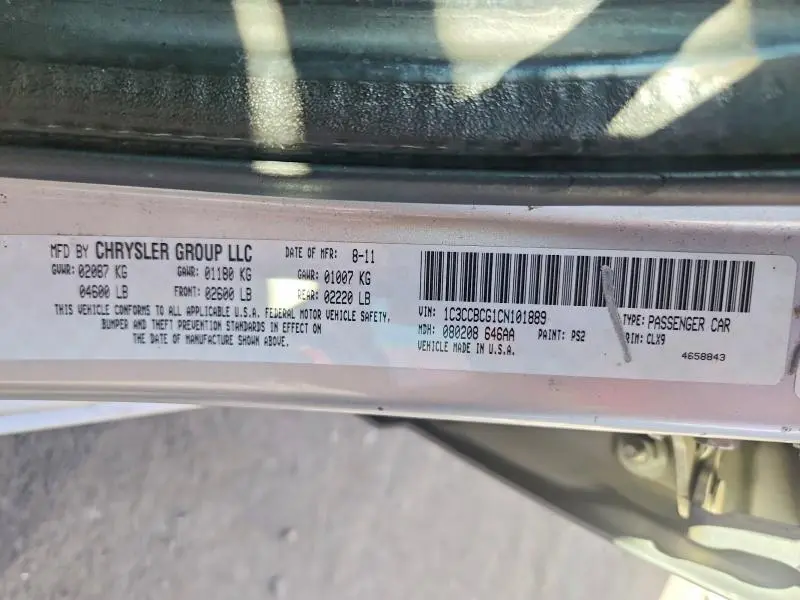 MFD BY CHRYSLER GROUP LLC DATE OF MFR: 8-11
GVWR: 02087 KG GAWR: 01180 KG GAWR: 01007 KG
04600 LB FRONT: 02600 LB REAR: 02220 LB
THIS VEHICLE CONFORMS TO ALL APPLICABLE U.S.A. FEDERAL MOTOR VEHICLE SAFETY,
BUMPER AND THEFT PREVENTION STANDARDS IN EFFECT ON
THE DATE OF MANUFACTURE SHOWN ABOVE.
VIN: 1C3CCBCG1CN101889 TYPE: PASSENGER CAR
MDH: 080208 646AA PAINT: PS2 TRIM: CLX9
VEHICLE MADE IN U.S.A. 4658843